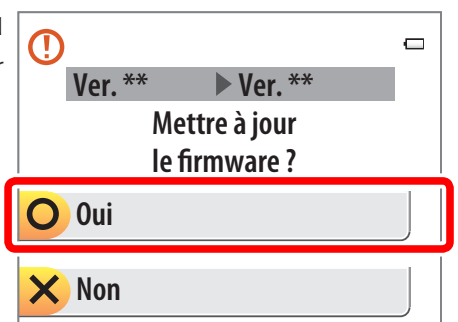 Ver. ** ▶ Ver. **
Mettre à jour
le firmware ?
Oui
Non